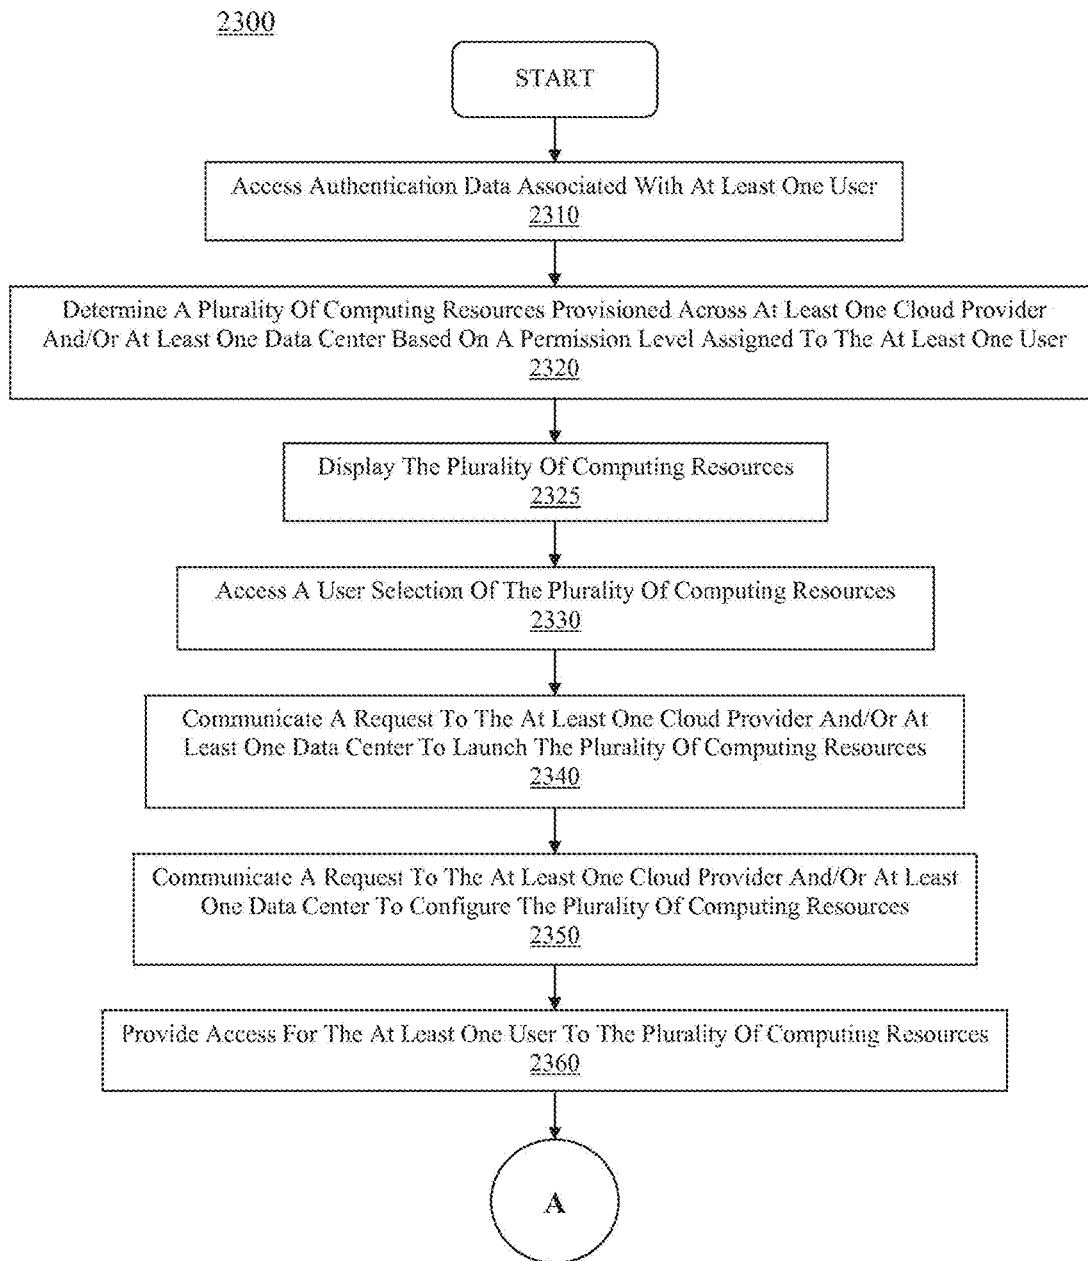 2300
START
Access Authentication Data Associated With At Least One User
2310
Determine A Plurality Of Computing Resources Provisioned Across At Least One Cloud Provider
And/Or At Least One Data Center Based On A Permission Level Assigned To The At Least One User
2320
Display The Plurality Of Computing Resources
2325
Access A User Selection Of The Plurality Of Computing Resources
2330
Communicate A Request To The At Least One Cloud Provider And/Or At
Least One Data Center To Launch The Plurality Of Computing Resources
2340
Communicate A Request To The At Least One Cloud Provider And/Or At Least
One Data Center To Configure The Plurality Of Computing Resources
2350
Provide Access For The At Least One User To The Plurality Of Computing Resources
2360
A